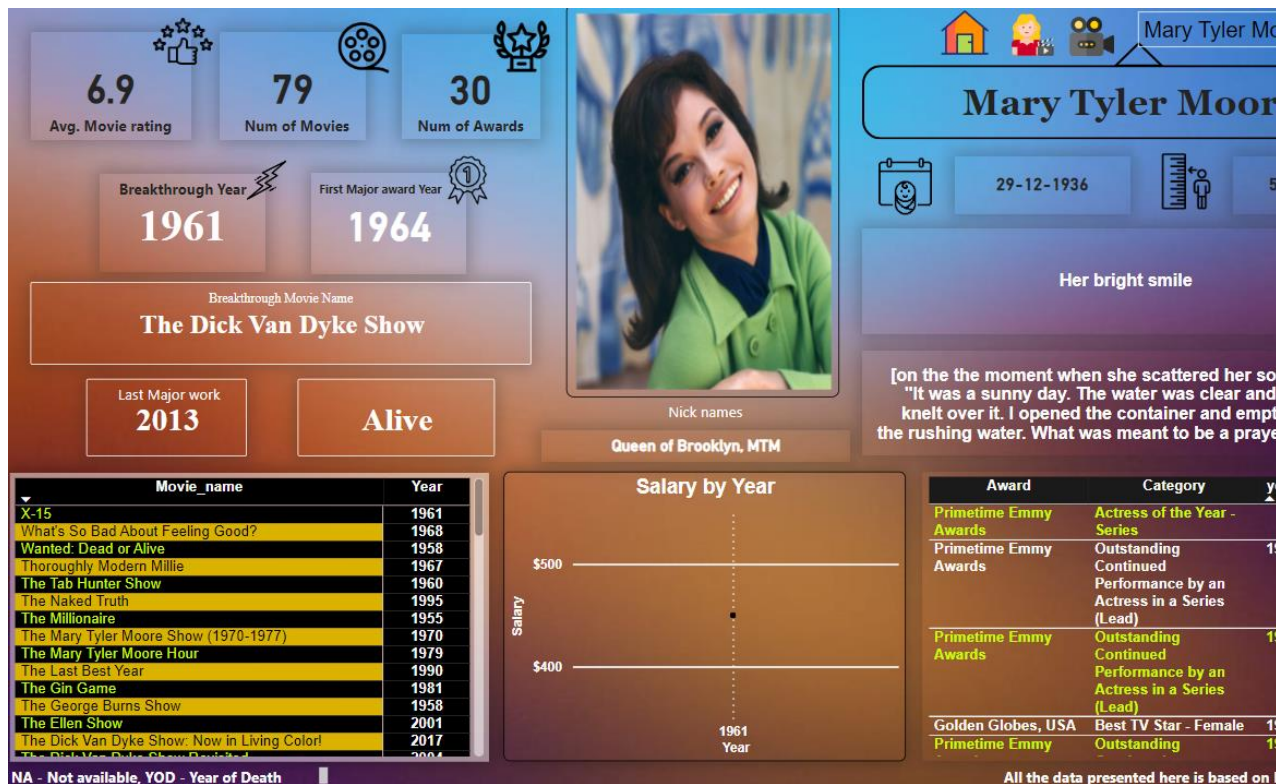 6.9
Avg. Movie rating
79
Num of Movies
30
Num of Awards
Breakthrough Year
1961
First Major award Year
1964
Breakthrough Movie Name
The Dick Van Dyke Show
Last Major work
2013
Alive
Nick names
Queen of Brooklyn, MTM
Mary Tyler Mo
Mary Tyler Moor
29-12-1936
5
Her bright smile
[on the the moment when she scattered her so
"It was a sunny day. The water was clear and
knelt over it. I opened the container and empt
the rushing water. What was meant to be a praye
Movie_name Year
X-15 1961
What's So Bad About Feeling Good? 1968
Wanted: Dead or Alive 1958
Thoroughly Modern Millie 1967
The Tab Hunter Show 1960
The Naked Truth 1995
The Millionaire 1955
The Mary Tyler Moore Show (1970-1977) 1970
The Mary Tyler Moore Hour 1979
The Last Best Year 1990
The Gin Game 1981
The George Burns Show 1958
The Ellen Show 2001
The Dick Van Dyke Show: Now in Living Color! 2017
The Dick Van Dyke Show Revisited 2004
Salary by Year
$500
Salary
$400
1961
Year
Award Category y
Primetime Emmy Actress of the Year -
Awards Series
Primetime Emmy Outstanding 19
Awards Continued
Performance by an
Actress in a Series
(Lead)
Primetime Emmy Outstanding 19
Awards Continued
Performance by an
Actress in a Series
(Lead)
Golden Globes, USA Best TV Star - Female 19
Primetime Emmy Outstanding 19
NA - Not available, YOD - Year of Death
All the data presented here is based on